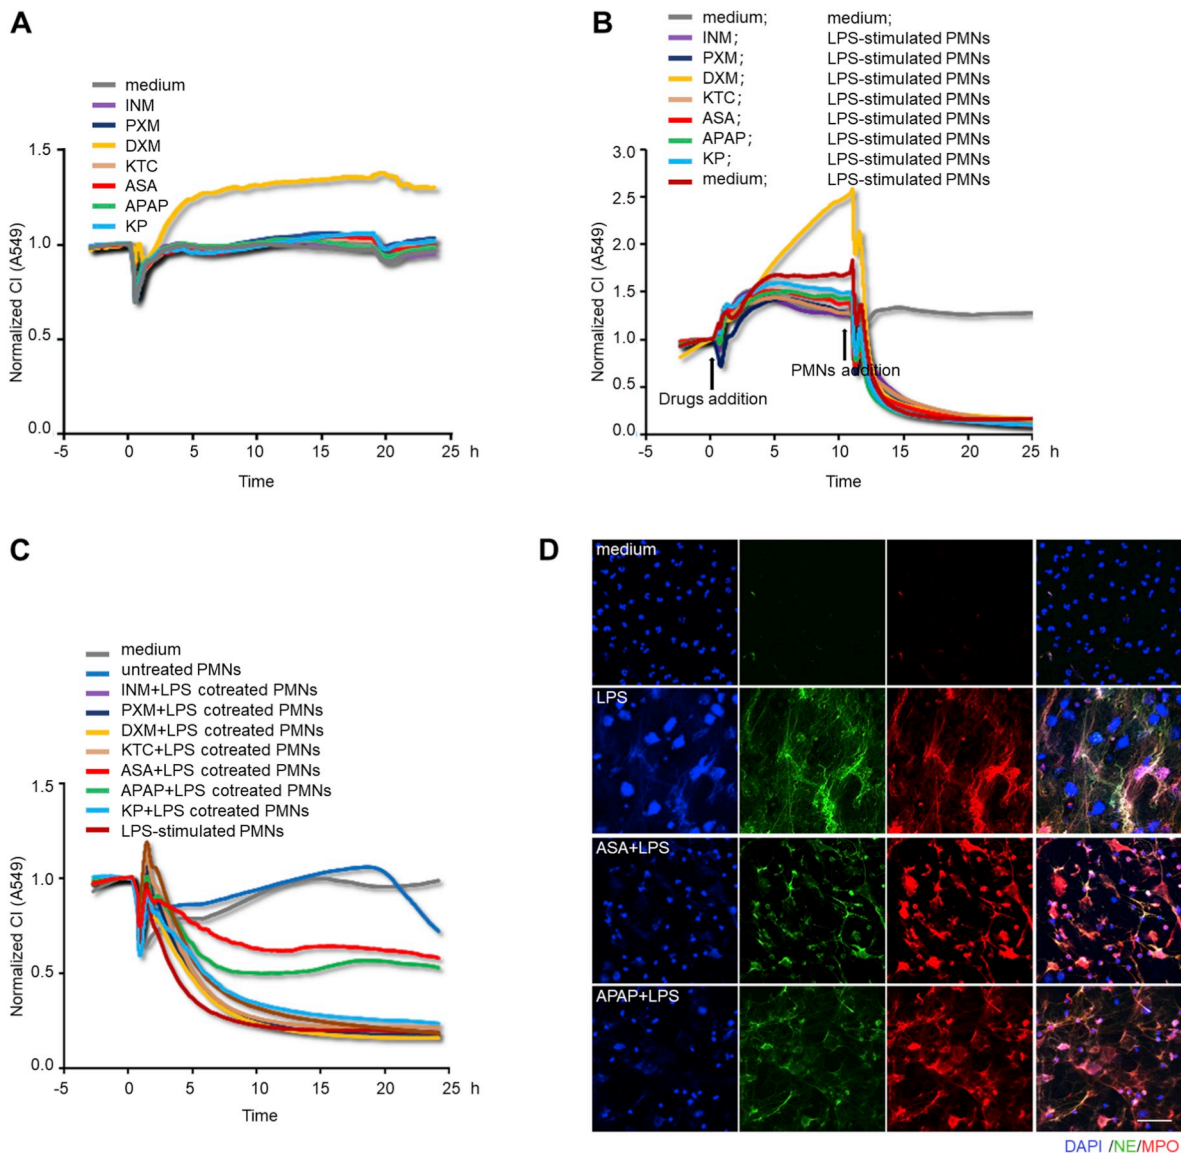 A
medium
INM
PXM
DXM
KTC
ASA
APAP
KP
1.5
1.0
0.5
0.0
Normalized CI (A549)
-5 0 5 10 15 20 25 h
Time
B
medium; medium;
INM; LPS-stimulated PMNs
PXM; LPS-stimulated PMNs
DXM; LPS-stimulated PMNs
KTC; LPS-stimulated PMNs
ASA; LPS-stimulated PMNs
APAP; LPS-stimulated PMNs
KP; LPS-stimulated PMNs
medium; LPS-stimulated PMNs
3.0
2.5
2.0
1.5
1.0
0.5
0.0
Normalized CI (A549)
PMNs addition
Drugs addition
-5 0 5 10 15 20 25 h
Time
C
medium
untreated PMNs
INM+LPS cotreated PMNs
PXM+LPS cotreated PMNs
DXM+LPS cotreated PMNs
KTC+LPS cotreated PMNs
ASA+LPS cotreated PMNs
APAP+LPS cotreated PMNs
KP+LPS cotreated PMNs
LPS-stimulated PMNs
1.5
1.0
0.5
0.0
Normalized CI (A549)
-5 0 5 10 15 20 25 h
Time
D
medium
LPS
ASA+LPS
APAP+LPS
DAPI /NE/MPO